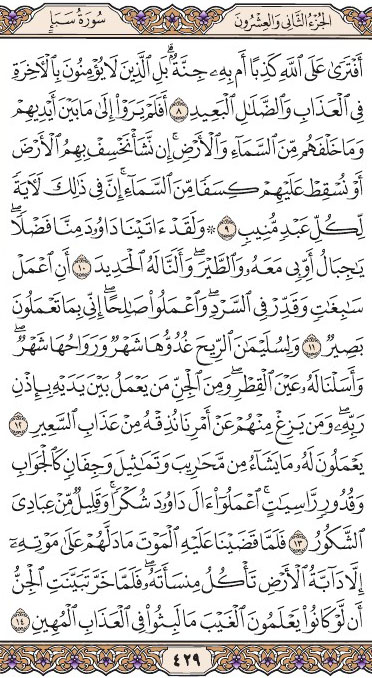 الجزء الثاني والعشرون سورة سبإ
أَفْتَرَىٰ عَلَى ٱللَّهِ كَذِبًا أَم بِهِۦ جِنَّةٌۢ ۗ بَلِ ٱلَّذِينَ لَا يُؤْمِنُونَ بِٱلْـَٔاخِرَةِ
فِى ٱلْعَذَابِ وَٱلضَّلَٰلِ ٱلْبَعِيدِ ٨ أَفَلَمْ يَرَوْا۟ إِلَىٰ مَا بَيْنَ أَيْدِيهِمْ
وَمَا خَلْفَهُم مِّنَ ٱلسَّمَآءِ وَٱلْأَرْضِ ۚ إِن نَّشَأْ نَخْسِفْ بِهِمُ ٱلْأَرْضَ
أَوْ نُسْقِطْ عَلَيْهِمْ كِسَفًا مِّنَ ٱلسَّمَآءِ ۚ إِنَّ فِى ذَٰلِكَ لَـَٔايَةً
لِّكُلِّ عَبْدٍ مُّنِيبٍ ٩ ۞ وَلَقَدْ ءَاتَيْنَا دَاوُۥدَ مِنَّا فَضْلًا ۖ
يَٰجِبَالُ أَوِّبِى مَعَهُۥ وَٱلطَّيْرَ ۖ وَأَلَنَّا لَهُ ٱلْحَدِيدَ ١٠ أَنِ ٱعْمَلْ
سَٰبِغَٰتٍ وَقَدِّرْ فِى ٱلسَّرْدِ ۖ وَٱعْمَلُوا۟ صَٰلِحًا ۖ إِنِّى بِمَا تَعْمَلُونَ
بَصِيرٌ ١١ وَلِسُلَيْمَٰنَ ٱلرِّيحَ غُدُوُّهَا شَهْرٌ وَرَوَاحُهَا شَهْرٌ ۖ
وَأَسَلْنَا لَهُۥ عَيْنَ ٱلْقِطْرِ ۖ وَمِنَ ٱلْجِنِّ مَن يَعْمَلُ بَيْنَ يَدَيْهِ بِإِذْنِ
رَبِّهِۦ ۖ وَمَن يَزِغْ مِنْهُمْ عَنْ أَمْرِنَا نُذِقْهُ مِنْ عَذَابِ ٱلسَّعِيرِ ١٢
يَعْمَلُونَ لَهُۥ مَا يَشَآءُ مِن مَّحَٰرِيبَ وَتَمَٰثِيلَ وَجِفَانٍ كَٱلْجَوَابِ
وَقُدُورٍ رَّاسِيَٰتٍ ۚ ٱعْمَلُوٓا۟ ءَالَ دَاوُۥدَ شُكْرًا ۚ وَقَلِيلٌ مِّنْ عِبَادِىَ
ٱلشَّكُورُ ١٣ فَلَمَّا قَضَيْنَا عَلَيْهِ ٱلْمَوْتَ مَا دَلَّهُمْ عَلَىٰ مَوْتِهِۦٓ
إِلَّا دَآبَّةُ ٱلْأَرْضِ تَأْكُلُ مِنسَأَتَهُۥ ۖ فَلَمَّا خَرَّ تَبَيَّنَتِ ٱلْجِنُّ
أَن لَّوْ كَانُوا۟ يَعْلَمُونَ ٱلْغَيْبَ مَا لَبِثُوا۟ فِى ٱلْعَذَابِ ٱلْمُهِينِ ١٤
٤٢٩